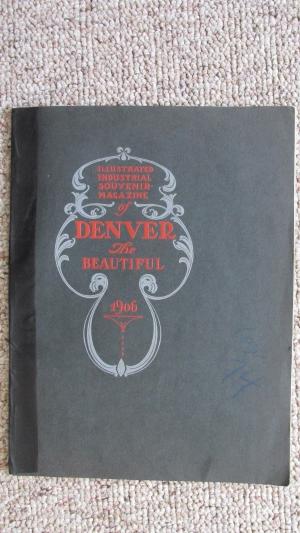 ILLUSTRATED
INDUSTRIAL
SOUVENIR
MAGAZINE
of
DENVER
The
BEAUTIFUL
1906